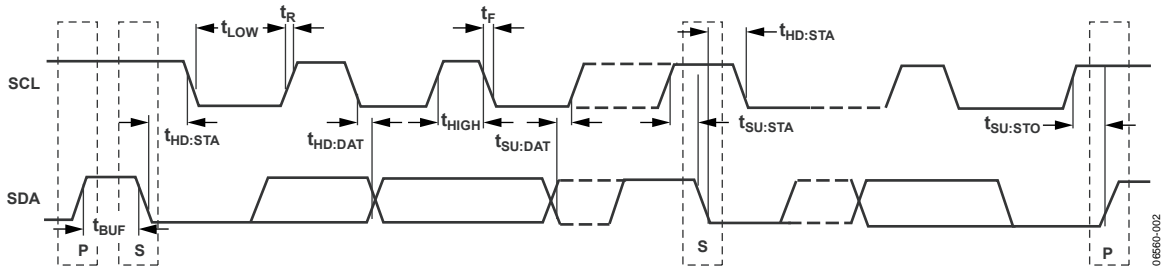 tR
tF
tLOW
tHD:STA
SCL
tHD:STA
tHD:DAT
tHIGH
tSU:DAT
tSU:STA
tSU:STO
SDA
tBUF
P
S
S
P
06560-002